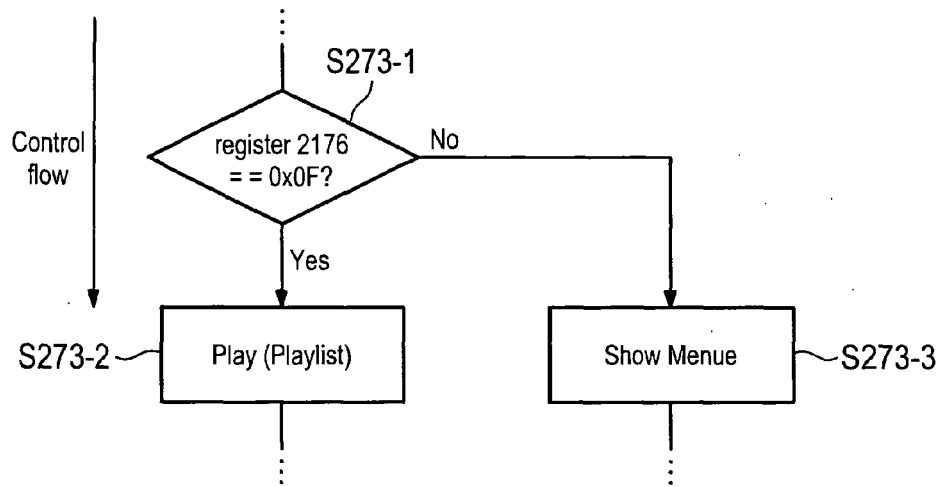 S273-1
Control
flow
register 2176
= = 0x0F?
No
Yes
S273-2
Play (Playlist)
Show Menue
S273-3